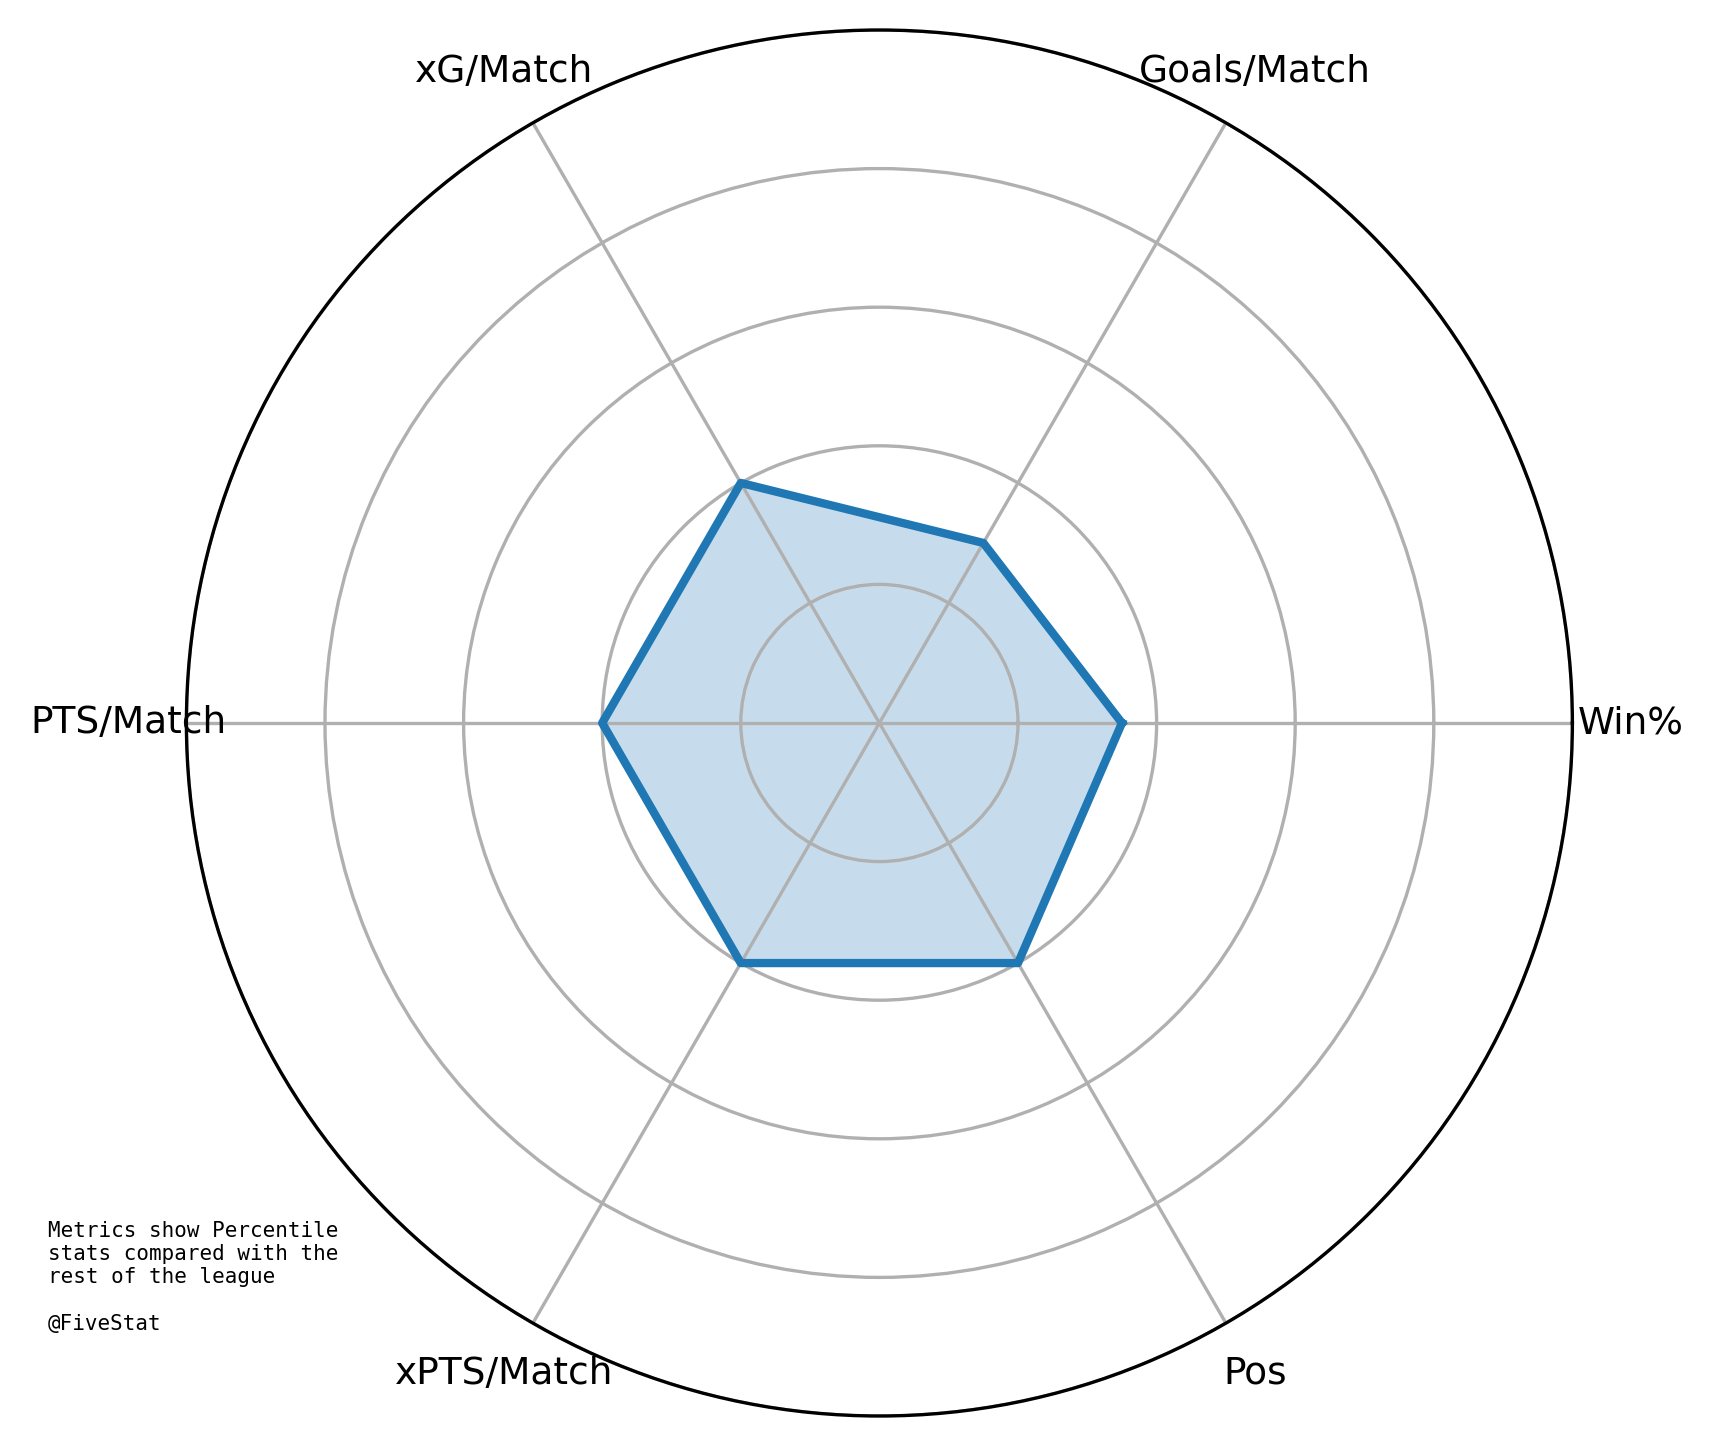 xG/Match
Goals/Match
PTS/Match
Win%
Metrics show Percentile
stats compared with the
rest of the league
@FiveStat
xPTS/Match
Pos